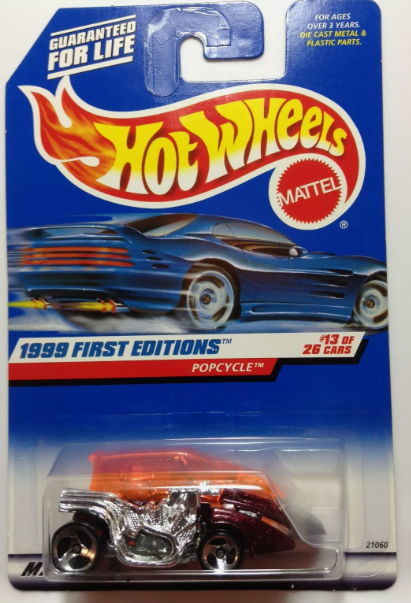 GUARANTEED
FOR LIFE
FOR AGES
OVER 3 YEARS.
DIE CAST METAL &
PLASTIC PARTS.
HOT WHEELS
MATTEL
®
1999 FIRST EDITIONS™
#13 OF
26 CARS
POPCYCLE™
21060